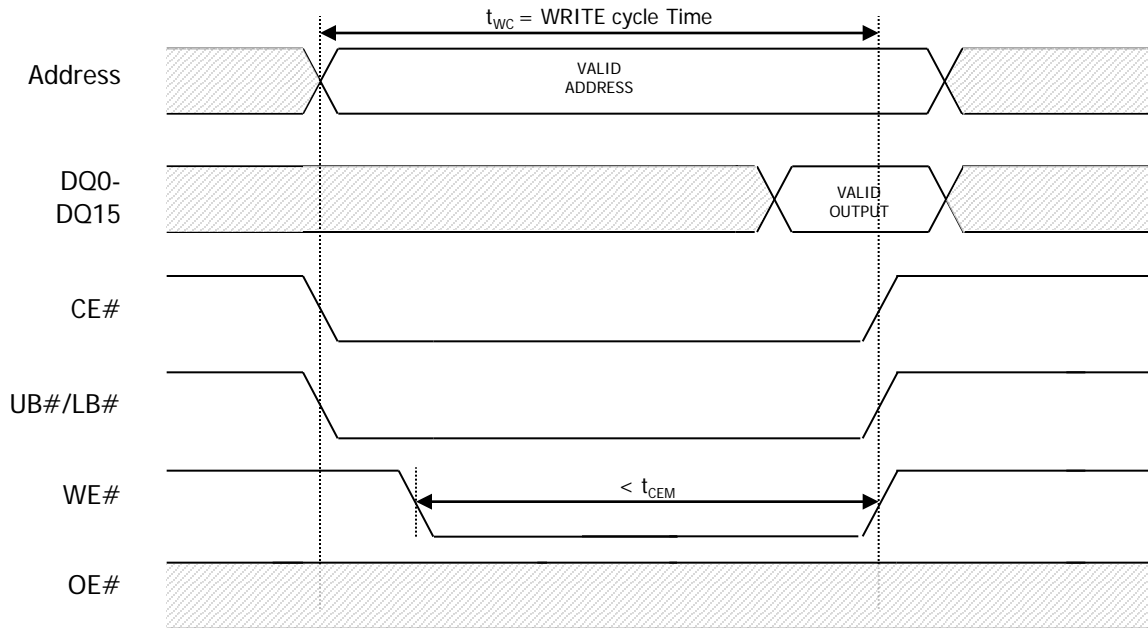 t_WC = WRITE cycle Time
Address
VALID
ADDRESS
DQ0-
DQ15
VALID
OUTPUT
CE#
UB#/LB#
WE#
< t_CEM
OE#